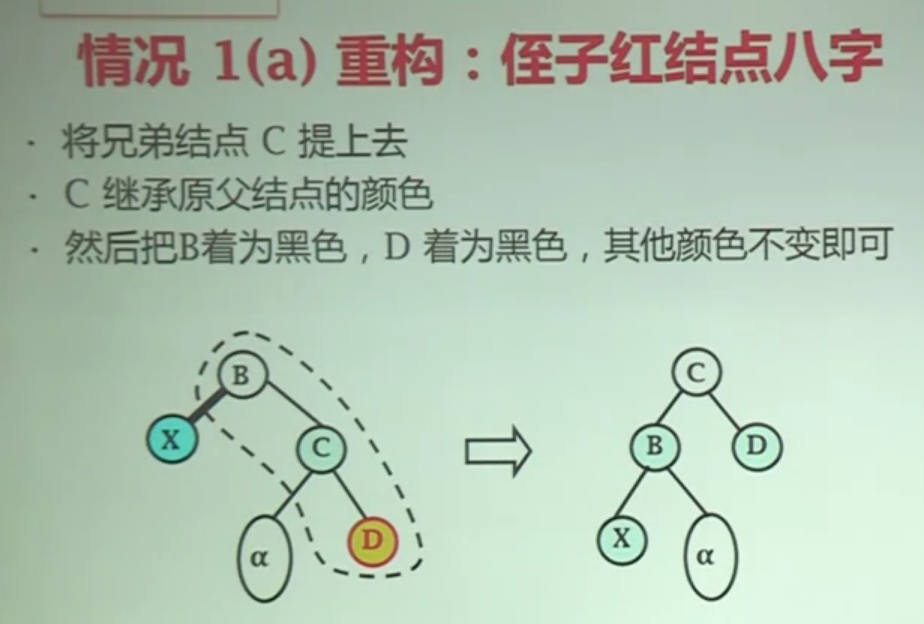 情况 1(a) 重构：侄子红结点八字
· 将兄弟结点 C 提上去
· C 继承原父结点的颜色
· 然后把B着为黑色，D 着为黑色，其他颜色不变即可
B
C
X
C
B
D
α
D
X
α